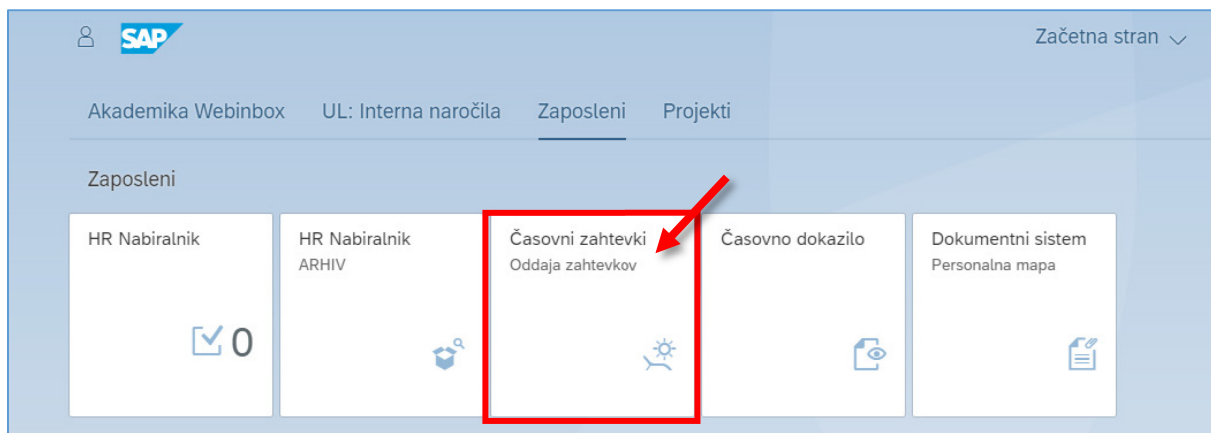 SAP
Začetna stran
Akademika Webinbox UL: Interna naročila Zaposleni Projekti
Zaposleni
HR Nabiralnik
HR Nabiralnik
ARHIV
Časovni zahtevki
Oddaja zahtevkov
Časovno dokazilo
Dokumentni sistem
Personalna mapa
0